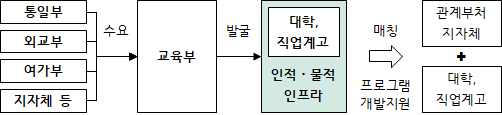 통일부
외교부
여가부
지자체 등
수요
교육부
발굴
대학,
직업계고
인적·물적
인프라
매칭
프로그램
개발지원
관계부처
지자체
+
대학,
직업계고